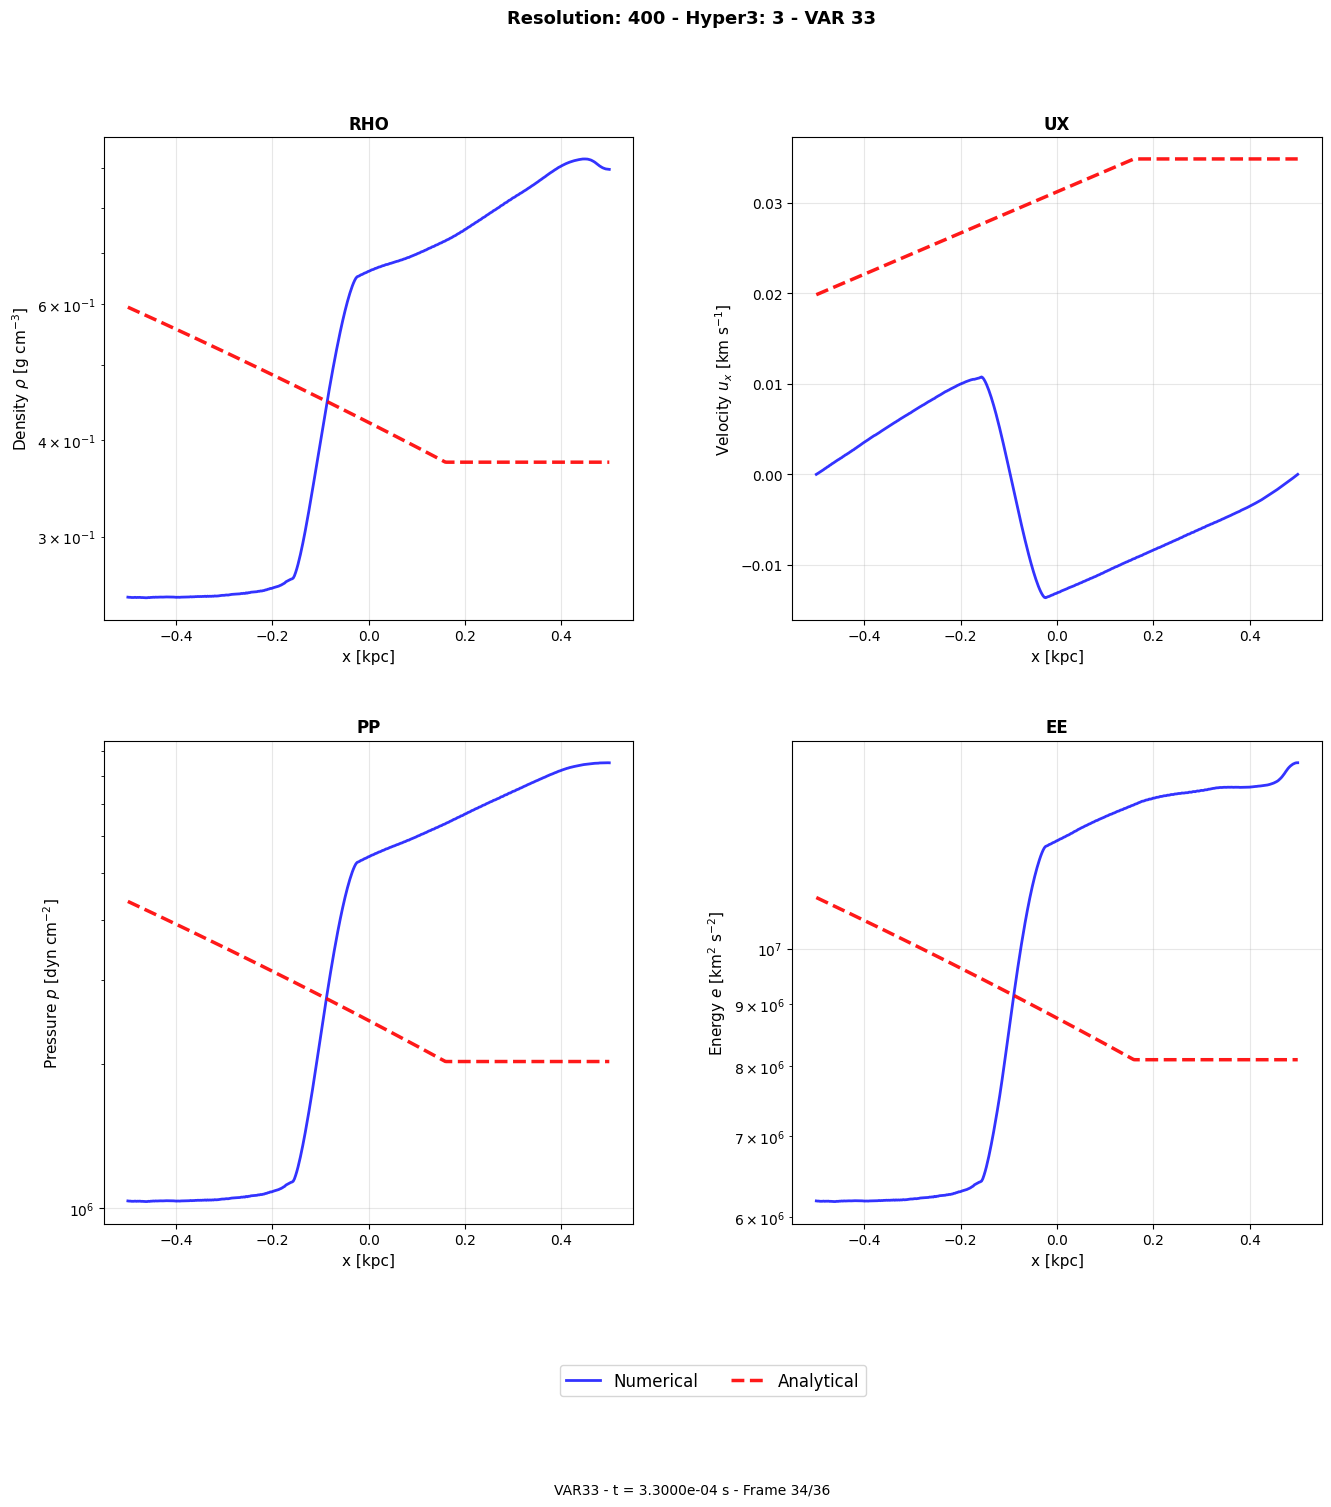 Resolution: 400 - Hyper3: 3 - VAR 33
RHO
Density ρ [g cm⁻³]
6 × 10⁻¹
4 × 10⁻¹
3 × 10⁻¹
−0.4 −0.2 0.0 0.2 0.4
x [kpc]
UX
Velocity uₓ [km s⁻¹]
0.03
0.02
0.01
0.00
−0.01
−0.4 −0.2 0.0 0.2 0.4
x [kpc]
PP
Pressure p [dyn cm⁻²]
10⁶
−0.4 −0.2 0.0 0.2 0.4
x [kpc]
EE
Energy e [km² s⁻²]
10⁷
9 × 10⁶
8 × 10⁶
7 × 10⁶
6 × 10⁶
−0.4 −0.2 0.0 0.2 0.4
x [kpc]
Numerical Analytical
VAR33 - t = 3.3000e-04 s - Frame 34/36